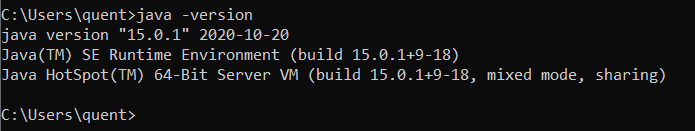 C:\Users\quent>java -version
java version "15.0.1" 2020-10-20
Java(TM) SE Runtime Environment (build 15.0.1+9-18)
Java HotSpot(TM) 64-Bit Server VM (build 15.0.1+9-18, mixed mode, sharing)
C:\Users\quent>